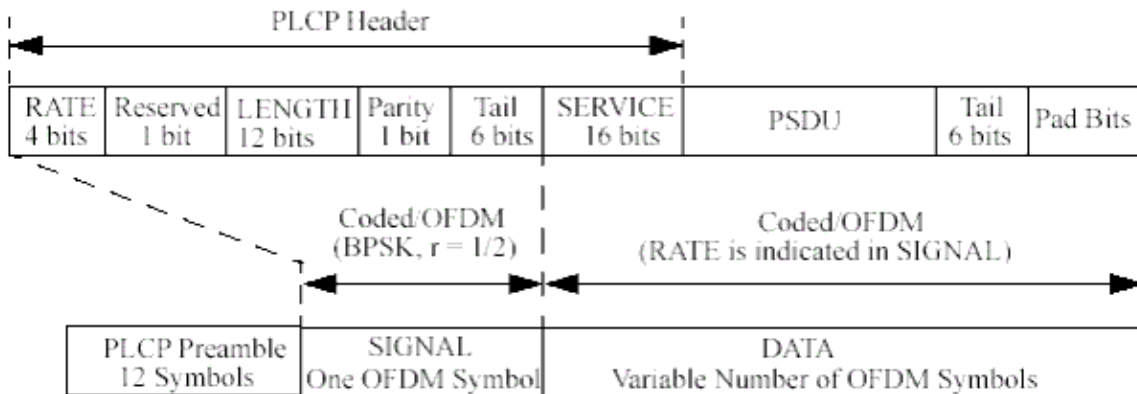 PLCP Header
RATE Reserved LENGTH Parity Tail SERVICE PSDU Tail Pad Bits
4 bits 1 bit 12 bits 1 bit 6 bits 16 bits 6 bits
Coded/OFDM Coded/OFDM
(BPSK, r = 1/2) (RATE is indicated in SIGNAL)
PLCP Preamble SIGNAL DATA
12 Symbols One OFDM Symbol Variable Number of OFDM Symbols